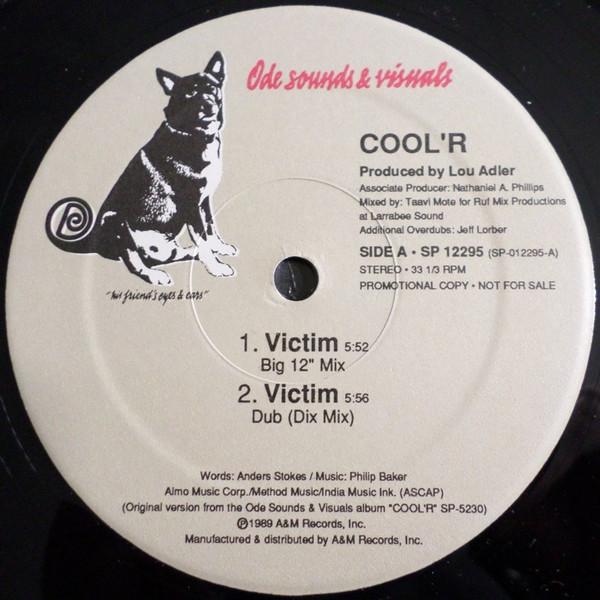 Ode sounds & visuals
COOL'R
Produced by Lou Adler
Associate Producer: Nathaniel A. Phillips
Mixed by: Taavi Mote for Ruf Mix Productions
at Larrabee Sound
Additional Overdubs: Jeff Lorber
SIDE A • SP 12295 (SP-012295-A)
STEREO • 33 1/3 RPM
PROMOTIONAL COPY • NOT FOR SALE
"his friend's eyes & ears"
1. Victim 5:52
Big 12" Mix
2. Victim 5:56
Dub (Dix Mix)
Words: Anders Stokes / Music: Philip Baker
Almo Music Corp./Method Music/India Music Ink. (ASCAP)
(Original version from the Ode Sounds & Visuals album "COOL'R" SP-5230)
℗1989 A&M Records, Inc.
Manufactured & distributed by A&M Records, Inc.